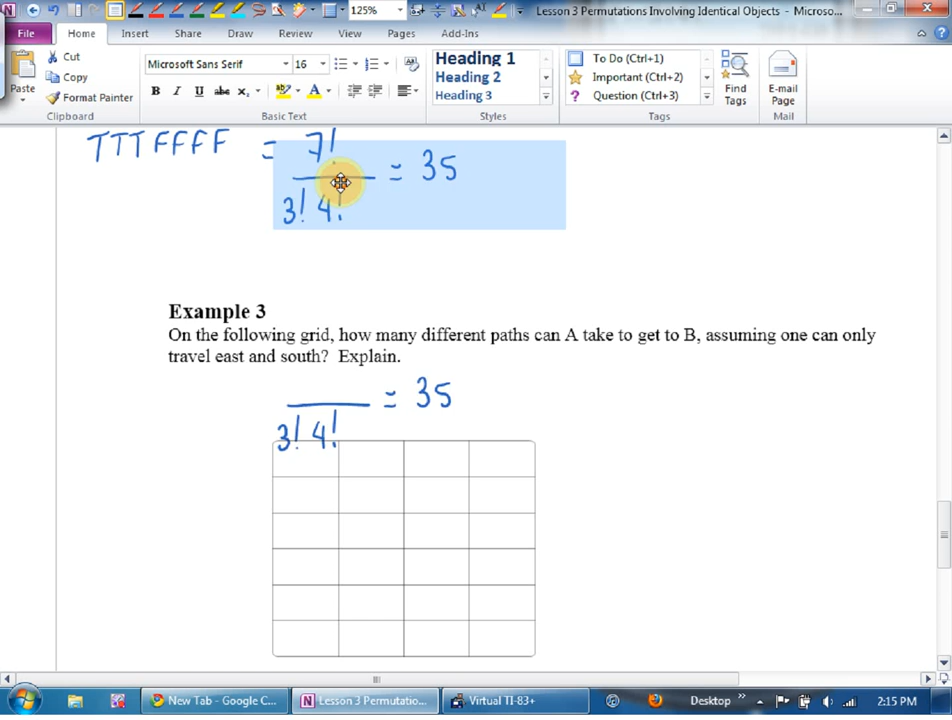 125%
Lesson 3 Permutations Involving Identical Objects - Microso...
File Home Insert Share Draw Review View Pages Add-Ins
Paste
Cut
Copy
Format Painter
Clipboard
Microsoft Sans Serif 16
B I U abc X₂ A
Basic Text
Heading 1
Heading 2
Heading 3
Styles
To Do (Ctrl+1)
Important (Ctrl+2)
? Question (Ctrl+3)
Tags
Find Tags
E-mail Page
Mail
TTTFFFF = 7!
3! 4! = 35
Example 3
On the following grid, how many different paths can A take to get to B, assuming one can only
travel east and south? Explain.
= 35
3! 4!
New Tab - Google C...
Lesson 3 Permutatio...
Virtual TI-83+
Desktop
2:15 PM